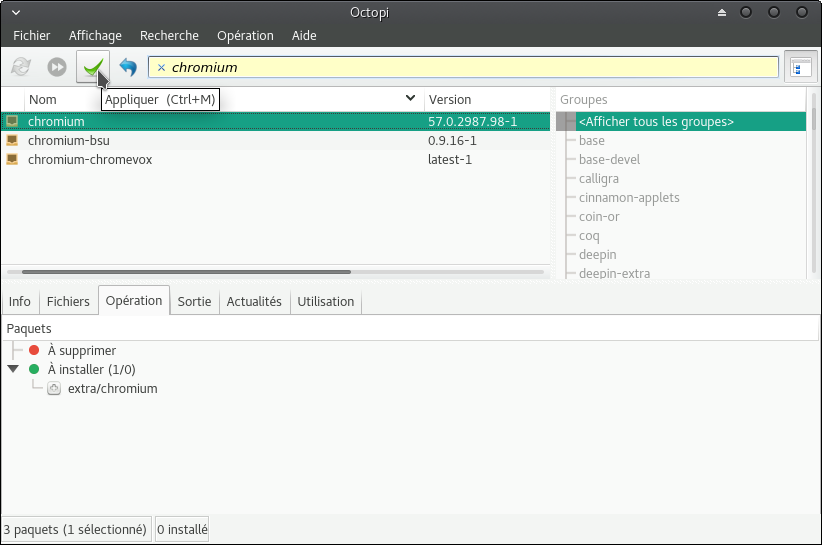 Octopi
Fichier Affichage Recherche Opération Aide
chromium
Appliquer (Ctrl+M)
Nom Version Groupes
chromium 57.0.2987.98-1 <Afficher tous les groupes>
chromium-bsu 0.9.16-1 base
chromium-chromevox latest-1 base-devel
calligra
cinnamon-applets
coin-or
coq
deepin
deepin-extra
Info Fichiers Opération Sortie Actualités Utilisation
Paquets
À supprimer
À installer (1/0)
extra/chromium
3 paquets (1 sélectionné) 0 installé